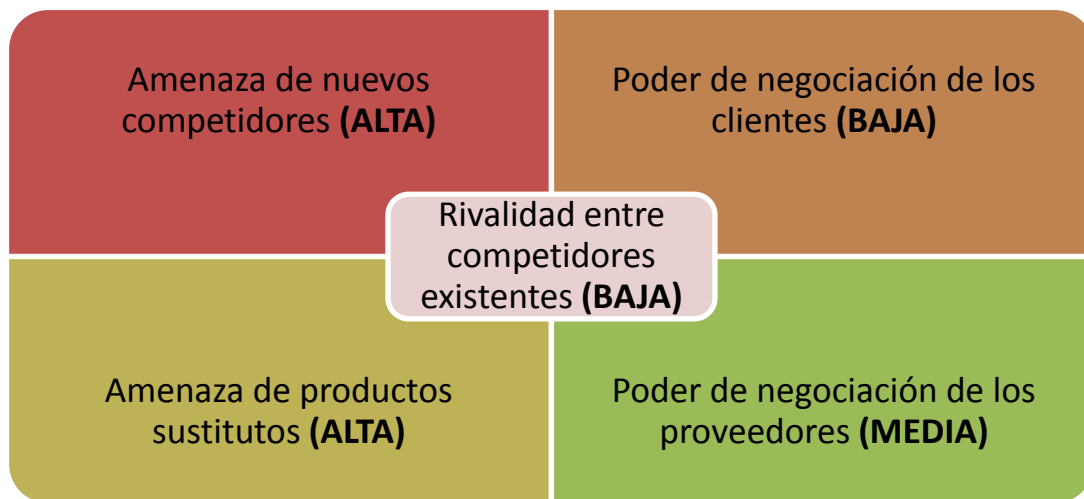 Amenaza de nuevos
competidores (ALTA)
Poder de negociación de los
clientes (BAJA)
Rivalidad entre
competidores
existentes (BAJA)
Amenaza de productos
sustitutos (ALTA)
Poder de negociación de los
proveedores (MEDIA)